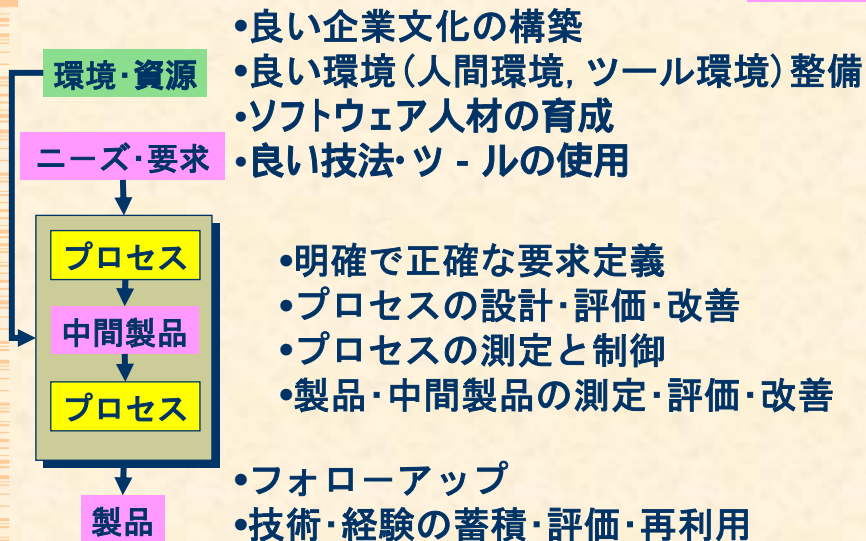 •良い企業文化の構築
環境･資源
•良い環境(人間環境, ツール環境)整備
•ソフトウェア人材の育成
ニーズ･要求
•良い技法･ツ－ルの使用
プロセス
中間製品
プロセス
•明確で正確な要求定義
•プロセスの設計･評価･改善
•プロセスの測定と制御
•製品･中間製品の測定･評価･改善
•フォローアップ
製品
•技術･経験の蓄積･評価･再利用